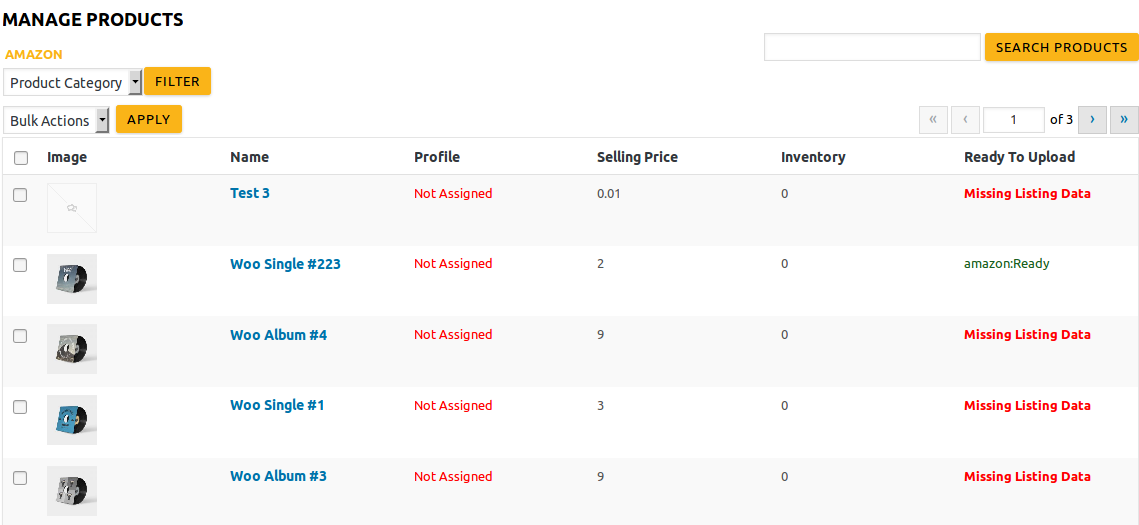 MANAGE PRODUCTS
AMAZON
SEARCH PRODUCTS
Product Category FILTER
Bulk Actions APPLY « ‹ 1 of 3 › »
Image Name Profile Selling Price Inventory Ready To Upload
Test 3 Not Assigned 0.01 0 Missing Listing Data
Woo Single #223 Not Assigned 2 0 amazon:Ready
Woo Album #4 Not Assigned 9 0 Missing Listing Data
Woo Single #1 Not Assigned 3 0 Missing Listing Data
Woo Album #3 Not Assigned 9 0 Missing Listing Data